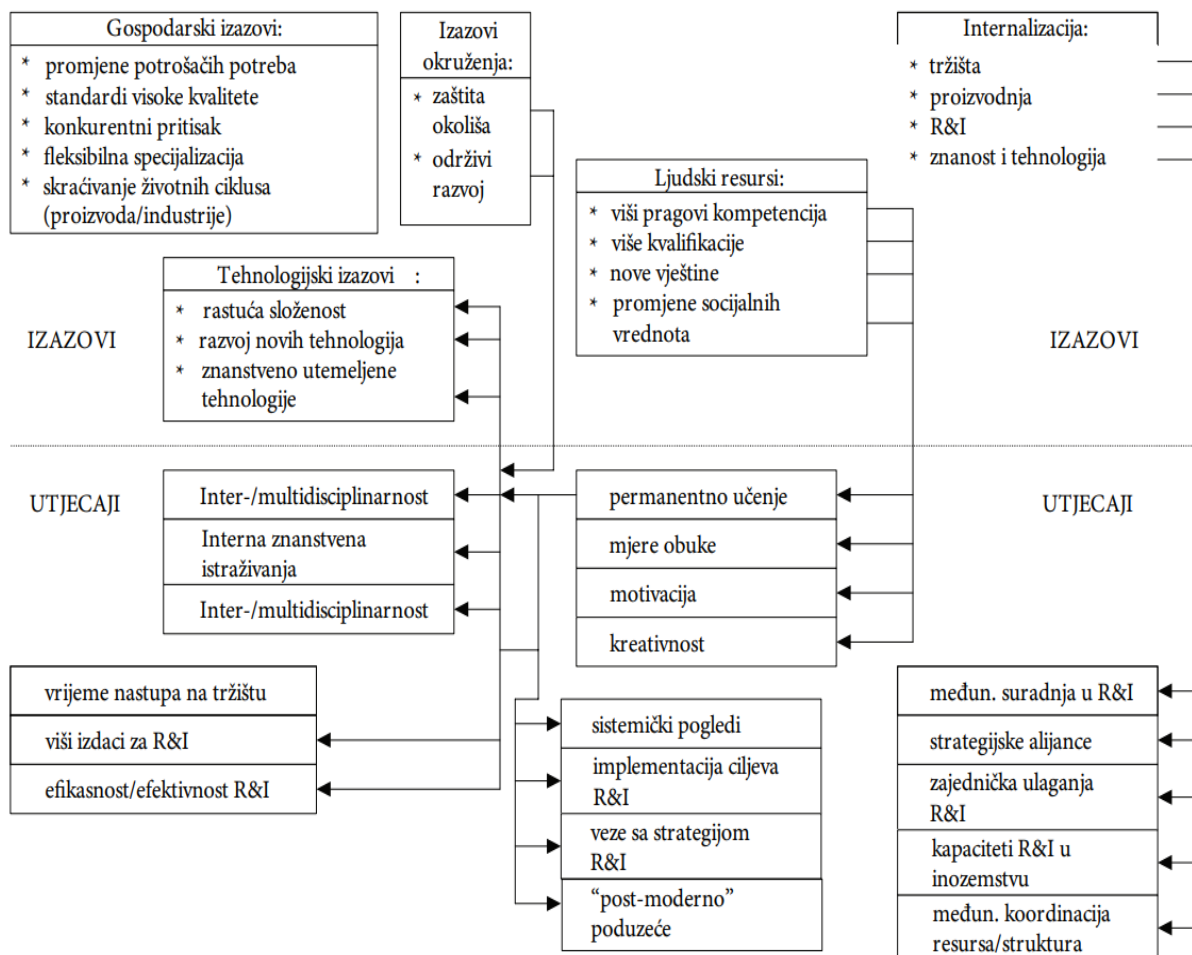 Gospodarski izazovi:
* promjene potrošačih potreba
* standardi visoke kvalitete
* konkurentni pritisak
* fleksibilna specijalizacija
* skraćivanje životnih ciklusa
(proizvoda/industrije)
Izazovi
okruženja:
* zaštita
okoliša
* održivi
razvoj
Internalizacija:
* tržišta
* proizvodnja
* R&I
* znanost i tehnologija
Ljudski resursi:
* viši pragovi kompetencija
* više kvalifikacije
* nove vještine
* promjene socijalnih
vrednota
Tehnologijski izazovi :
* rastuća složenost
* razvoj novih tehnologija
* znanstveno utemeljene
tehnologije
IZAZOVI
IZAZOVI
UTJECAJI
UTJECAJI
Inter-/multidisciplinarnost
Interna znanstvena
istraživanja
Inter-/multidisciplinarnost
permanentno učenje
mjere obuke
motivacija
kreativnost
vrijeme nastupa na tržištu
viši izdaci za R&I
efikasnost/efektivnost R&I
sistemički pogledi
implementacija ciljeva
R&I
veze sa strategijom
R&I
“post-moderno”
poduzeće
međun. suradnja u R&I
strategijske alijance
zajednička ulaganja
R&I
kapaciteti R&I u
inozemstvu
međun. koordinacija
resursa/struktura